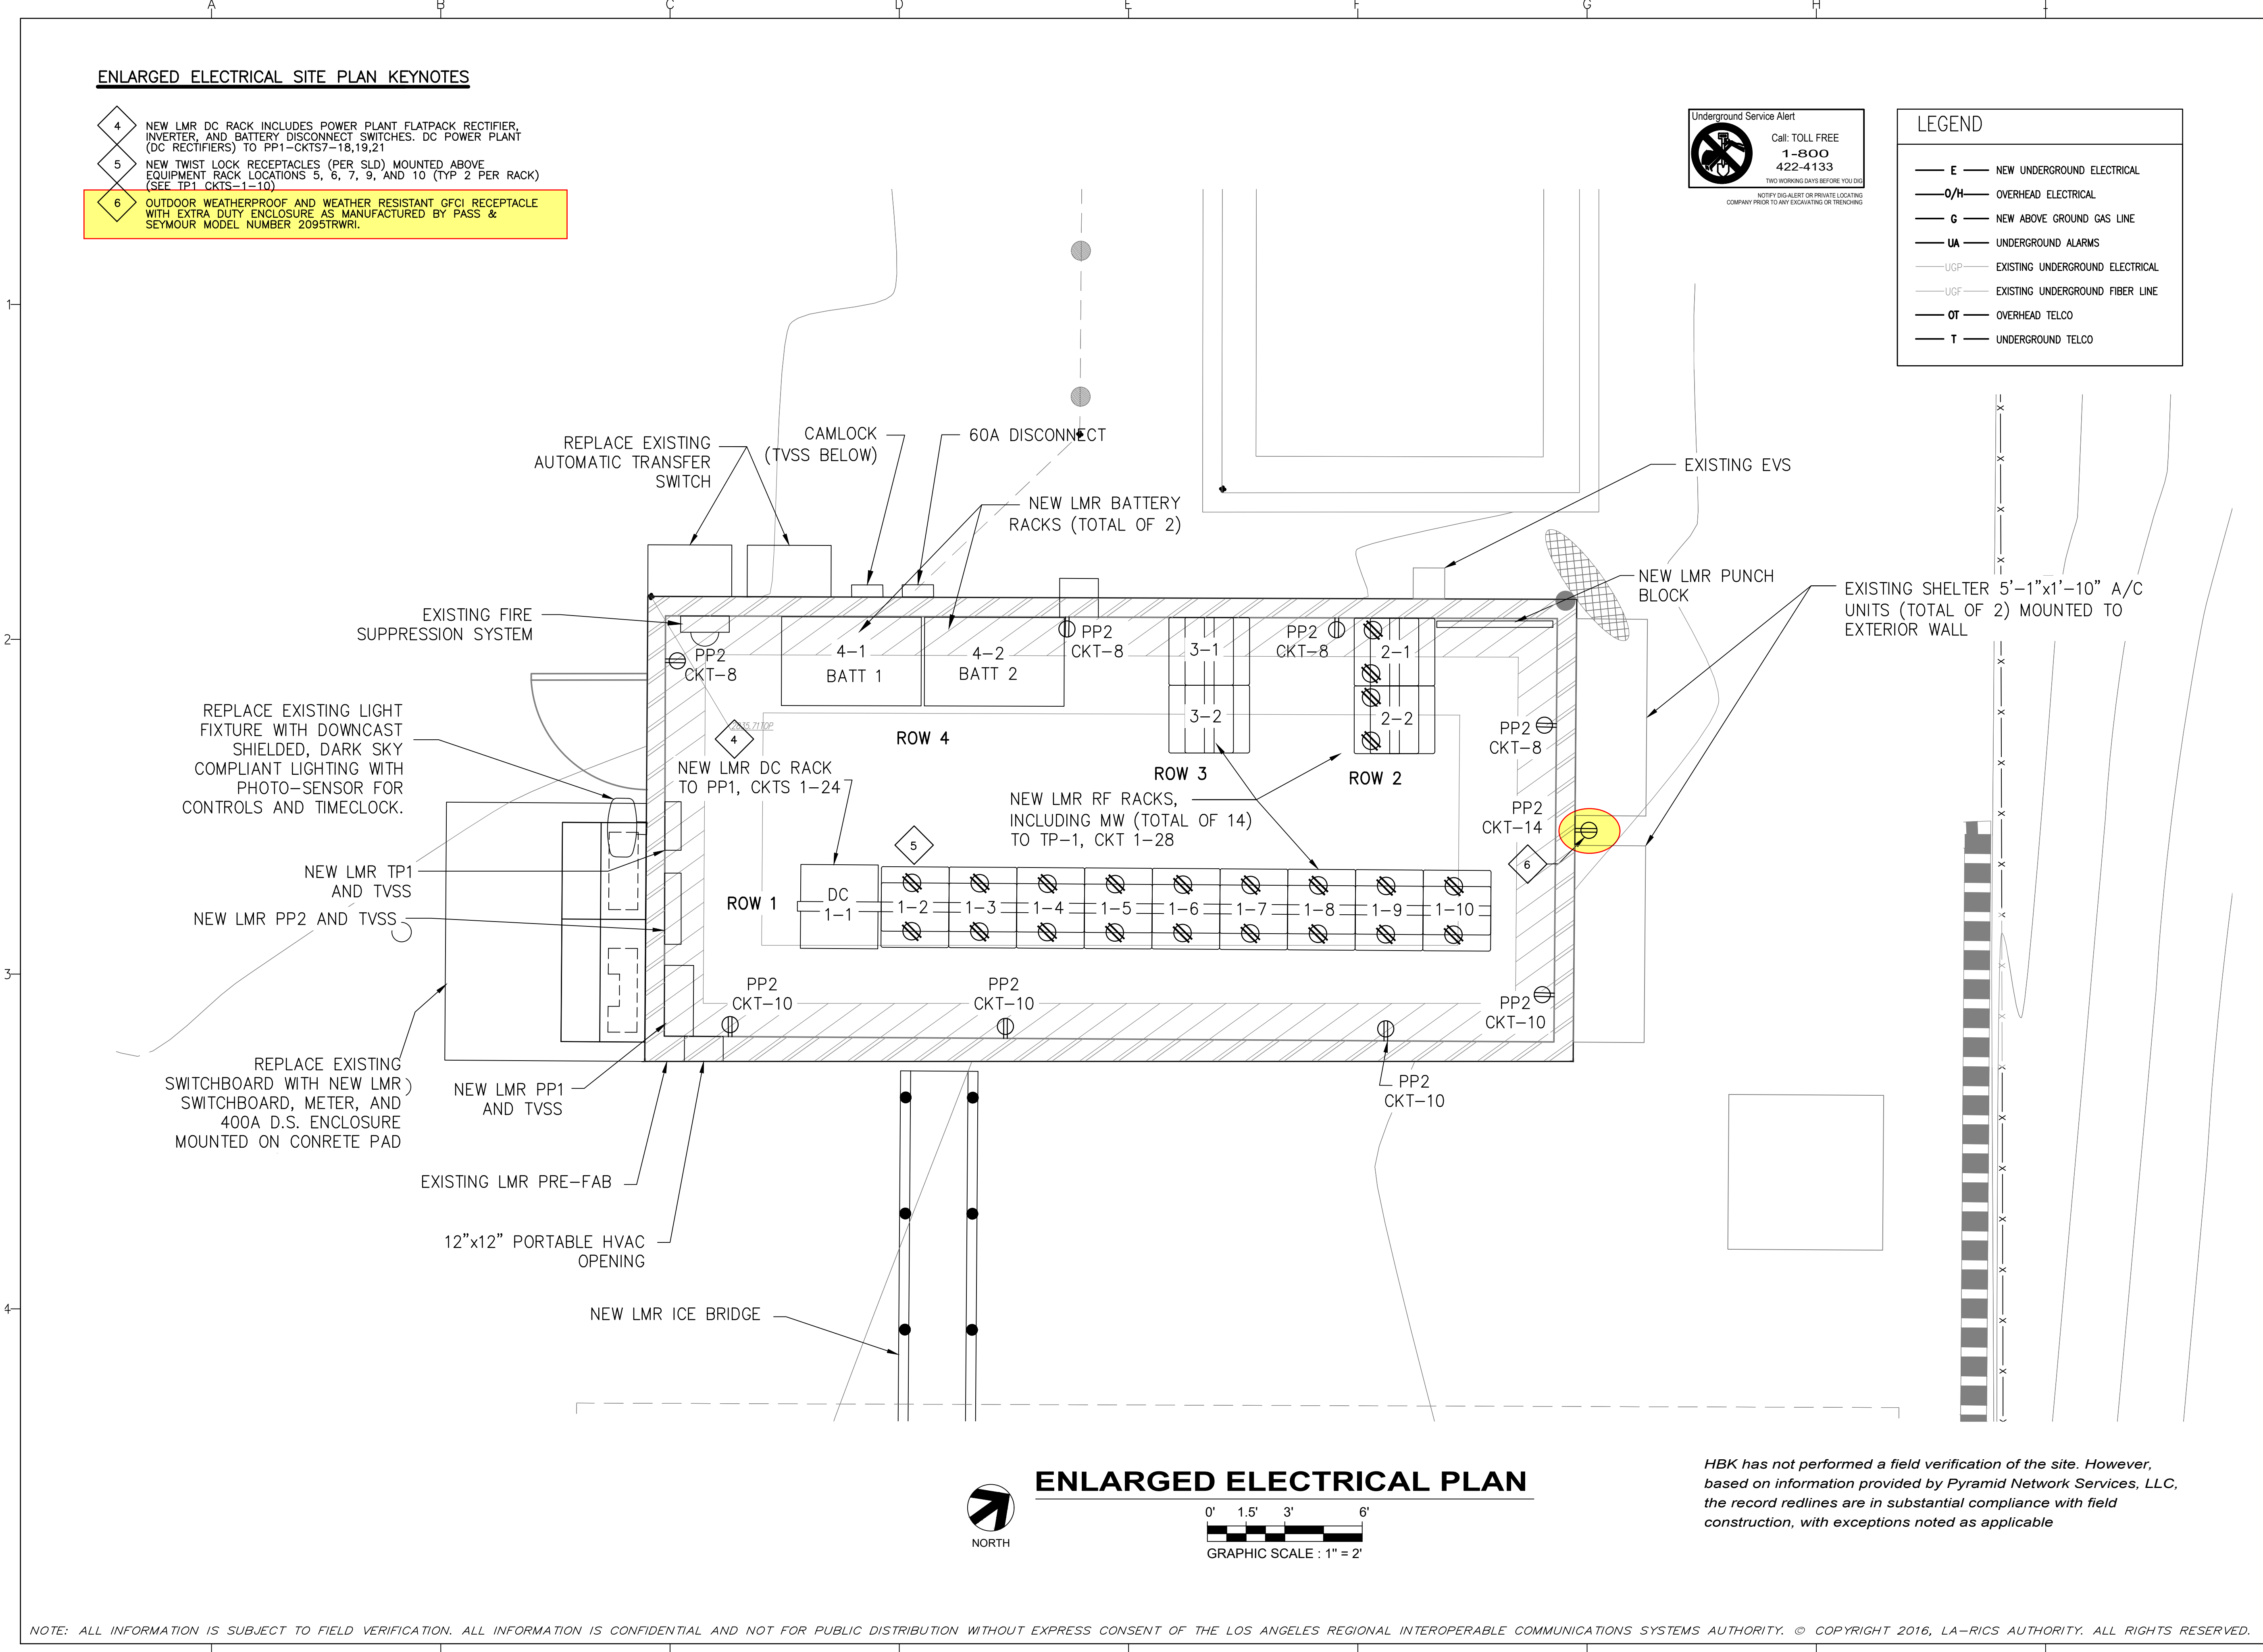 A B C D E F G H I
ENLARGED ELECTRICAL SITE PLAN KEYNOTES
4 NEW LMR DC RACK INCLUDES POWER PLANT FLATPACK RECTIFIER,
INVERTER, AND BATTERY DISCONNECT SWITCHES. DC POWER PLANT
(DC RECTIFIERS) TO PP1-CKTS7-18,19,21
5 NEW TWIST LOCK RECEPTACLES (PER SLD) MOUNTED ABOVE
EQUIPMENT RACK LOCATIONS 5, 6, 7, 9, AND 10 (TYP 2 PER RACK)
(SEE TP1 CKTS-1-10)
6 OUTDOOR WEATHERPROOF AND WEATHER RESISTANT GFCI RECEPTACLE
WITH EXTRA DUTY ENCLOSURE AS MANUFACTURED BY PASS &
SEYMOUR MODEL NUMBER 2095TRWRI.
Underground Service Alert
Call: TOLL FREE
1-800
422-4133
TWO WORKING DAYS BEFORE YOU DIG
NOTIFY DIG-ALERT OR PRIVATE LOCATING
COMPANY PRIOR TO ANY EXCAVATING OR TRENCHING
LEGEND
E NEW UNDERGROUND ELECTRICAL
O/H OVERHEAD ELECTRICAL
G NEW ABOVE GROUND GAS LINE
UA UNDERGROUND ALARMS
UGP EXISTING UNDERGROUND ELECTRICAL
UGF EXISTING UNDERGROUND FIBER LINE
OT OVERHEAD TELCO
T UNDERGROUND TELCO
1
2
3
4
REPLACE EXISTING
AUTOMATIC TRANSFER
SWITCH
CAMLOCK
(TVSS BELOW)
60A DISCONNECT
NEW LMR BATTERY
RACKS (TOTAL OF 2)
EXISTING EVS
NEW LMR PUNCH
BLOCK
EXISTING SHELTER 5'-1"x1'-10" A/C
UNITS (TOTAL OF 2) MOUNTED TO
EXTERIOR WALL
EXISTING FIRE
SUPPRESSION SYSTEM
PP2
CKT-8
4-1
BATT 1
4-2
BATT 2
PP2
CKT-8
3-1
3-2
PP2
CKT-8
2-1
2-2
PP2
CKT-8
REPLACE EXISTING LIGHT
FIXTURE WITH DOWNCAST
SHIELDED, DARK SKY
COMPLIANT LIGHTING WITH
PHOTO-SENSOR FOR
CONTROLS AND TIMECLOCK.
4
ROW 4
ROW 3
ROW 2
NEW LMR DC RACK
TO PP1, CKTS 1-24
NEW LMR RF RACKS,
INCLUDING MW (TOTAL OF 14)
TO TP-1, CKT 1-28
PP2
CKT-14
5
6
NEW LMR TP1
AND TVSS
NEW LMR PP2 AND TVSS
ROW 1
DC
1-1
1-2 1-3 1-4 1-5 1-6 1-7 1-8 1-9 1-10
PP2
CKT-10
PP2
CKT-10
PP2
CKT-10
PP2
CKT-10
REPLACE EXISTING
SWITCHBOARD WITH NEW LMR
SWITCHBOARD, METER, AND
400A D.S. ENCLOSURE
MOUNTED ON CONRETE PAD
NEW LMR PP1
AND TVSS
EXISTING LMR PRE-FAB
12"x12" PORTABLE HVAC
OPENING
NEW LMR ICE BRIDGE
NORTH
ENLARGED ELECTRICAL PLAN
0' 1.5' 3' 6'
GRAPHIC SCALE : 1" = 2'
HBK has not performed a field verification of the site. However,
based on information provided by Pyramid Network Services, LLC,
the record redlines are in substantial compliance with field
construction, with exceptions noted as applicable
NOTE: ALL INFORMATION IS SUBJECT TO FIELD VERIFICATION. ALL INFORMATION IS CONFIDENTIAL AND NOT FOR PUBLIC DISTRIBUTION WITHOUT EXPRESS CONSENT OF THE LOS ANGELES REGIONAL INTEROPERABLE COMMUNICATIONS SYSTEMS AUTHORITY. © COPYRIGHT 2016, LA-RICS AUTHORITY. ALL RIGHTS RESERVED.